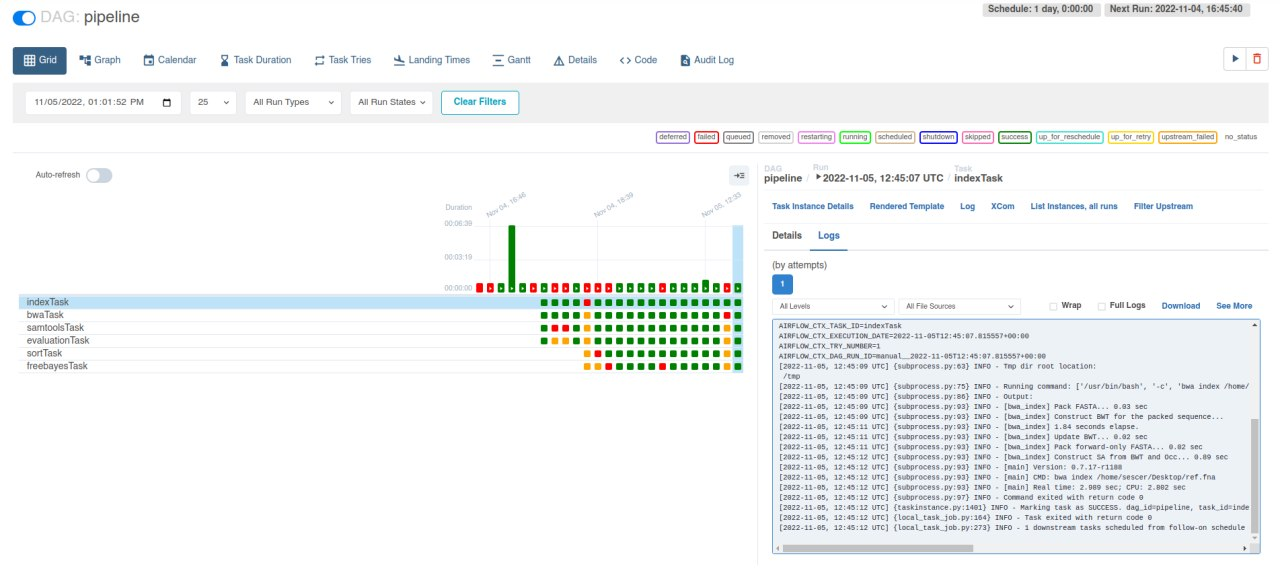 DAG: pipeline
Schedule: 1 day, 0:00:00 Next Run: 2022-11-04, 16:45:40
Grid Graph Calendar Task Duration Task Tries Landing Times Gantt Details <> Code Audit Log
11/05/2022, 01:01:52 PM 25 All Run Types All Run States Clear Filters
deferred failed queued removed restarting running scheduled shutdown skipped success up_for_reschedule up_for_retry upstream_failed no_status
Auto-refresh
Duration
Nov 04, 16:46
Nov 04, 18:39
Nov 05, 12:33
00:06:39
00:03:19
00:00:00
indexTask
bwaTask
samtoolsTask
evaluationTask
sortTask
freebayesTask
DAG Run Task
pipeline / 2022-11-05, 12:45:07 UTC / indexTask
Task Instance Details Rendered Template Log XCom List Instances, all runs Filter Upstream
Details Logs
(by attempts)
1
All Levels All File Sources Wrap Full Logs Download See More
AIRFLOW_CTX_TASK_ID=indexTask
AIRFLOW_CTX_EXECUTION_DATE=2022-11-05T12:45:07.815557+00:00
AIRFLOW_CTX_TRY_NUMBER=1
AIRFLOW_CTX_DAG_RUN_ID=manual__2022-11-05T12:45:07.815557+00:00
[2022-11-05, 12:45:09 UTC] {subprocess.py:63} INFO - Tmp dir root location:
/tmp
[2022-11-05, 12:45:09 UTC] {subprocess.py:75} INFO - Running command: ['/usr/bin/bash', '-c', 'bwa index /home/
[2022-11-05, 12:45:09 UTC] {subprocess.py:86} INFO - Output:
[2022-11-05, 12:45:09 UTC] {subprocess.py:93} INFO - [bwa_index] Pack FASTA... 0.03 sec
[2022-11-05, 12:45:09 UTC] {subprocess.py:93} INFO - [bwa_index] Construct BWT for the packed sequence...
[2022-11-05, 12:45:11 UTC] {subprocess.py:93} INFO - [bwa_index] 1.84 seconds elapse.
[2022-11-05, 12:45:11 UTC] {subprocess.py:93} INFO - [bwa_index] Update BWT... 0.02 sec
[2022-11-05, 12:45:11 UTC] {subprocess.py:93} INFO - [bwa_index] Pack forward-only FASTA... 0.02 sec
[2022-11-05, 12:45:12 UTC] {subprocess.py:93} INFO - [bwa_index] Construct SA from BWT and Occ... 0.89 sec
[2022-11-05, 12:45:12 UTC] {subprocess.py:93} INFO - [main] Version: 0.7.17-r1188
[2022-11-05, 12:45:12 UTC] {subprocess.py:93} INFO - [main] CMD: bwa index /home/sescer/Desktop/ref.fna
[2022-11-05, 12:45:12 UTC] {subprocess.py:93} INFO - [main] Real time: 2.989 sec; CPU: 2.802 sec
[2022-11-05, 12:45:12 UTC] {subprocess.py:97} INFO - Command exited with return code 0
[2022-11-05, 12:45:12 UTC] {taskinstance.py:1401} INFO - Marking task as SUCCESS. dag_id=pipeline, task_id=inde
[2022-11-05, 12:45:12 UTC] {local_task_job.py:164} INFO - Task exited with return code 0
[2022-11-05, 12:45:12 UTC] {local_task_job.py:273} INFO - 1 downstream tasks scheduled from follow-on schedule